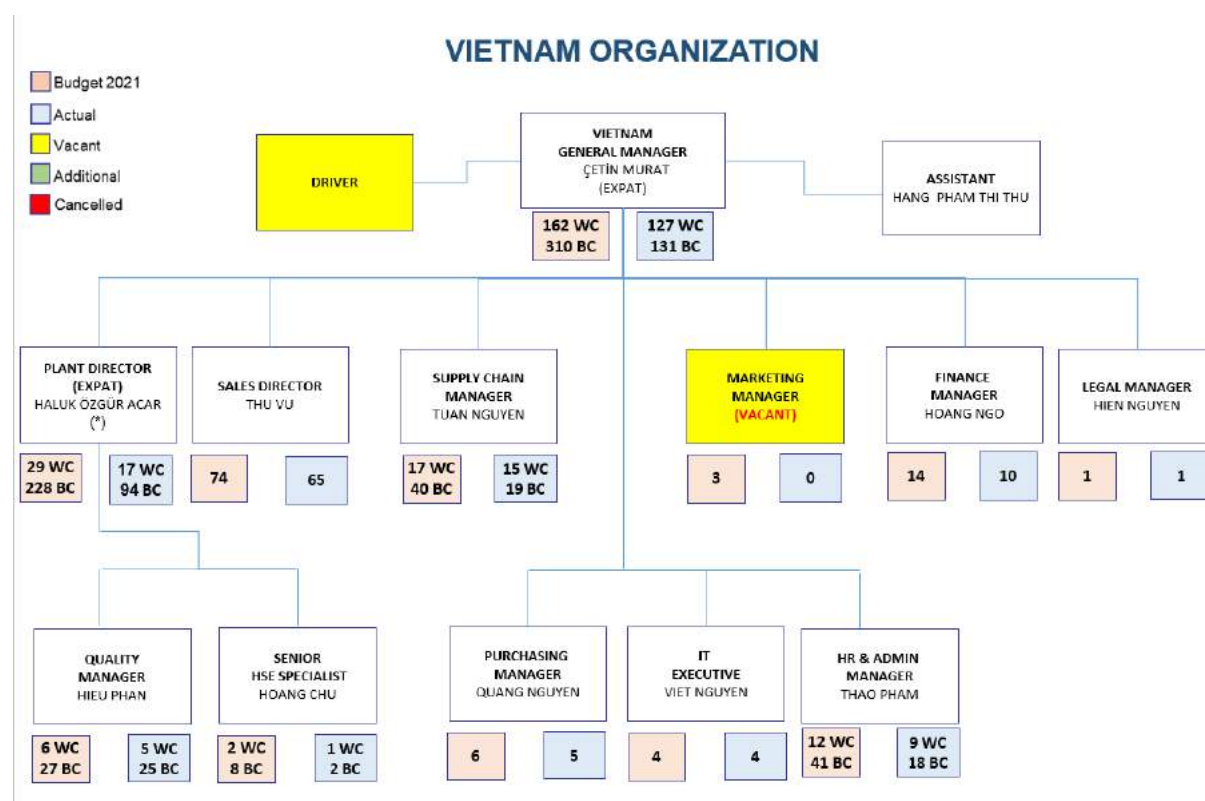 VIETNAM ORGANIZATION
Budget 2021
Actual
Vacant
Additional
Cancelled
DRIVER
VIETNAM
GENERAL MANAGER
ÇETİN MURAT
(EXPAT)
162 WC
310 BC
127 WC
131 BC
ASSISTANT
HANG PHAM THI THU
PLANT DIRECTOR
(EXPAT)
HALUK ÖZGÜR ACAR
(*)
29 WC
228 BC
17 WC
94 BC
SALES DIRECTOR
THU VU
74
65
SUPPLY CHAIN
MANAGER
TUAN NGUYEN
17 WC
40 BC
15 WC
19 BC
MARKETING
MANAGER
(VACANT)
3
0
FINANCE
MANAGER
HOANG NGO
14
10
LEGAL MANAGER
HIEN NGUYEN
1
1
QUALITY
MANAGER
HIEU PHAN
6 WC
27 BC
5 WC
25 BC
SENIOR
HSE SPECIALIST
HOANG CHU
2 WC
8 BC
1 WC
2 BC
PURCHASING
MANAGER
QUANG NGUYEN
6
5
IT
EXECUTIVE
VIET NGUYEN
4
4
HR & ADMIN
MANAGER
THAO PHAM
12 WC
41 BC
9 WC
18 BC